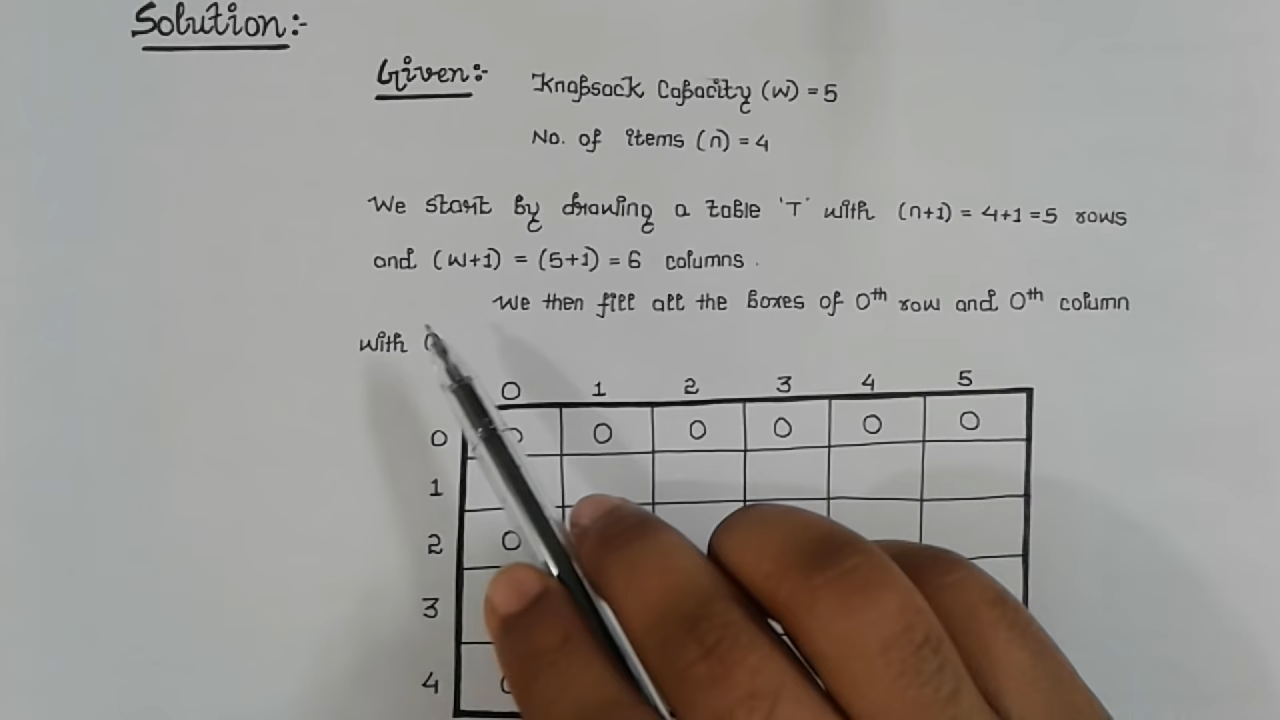 Solution:-
Given:- Knapsack Capacity (w) = 5
No. of items (n) = 4
We start by drawing a table 'T' with (n+1) = 4+1 = 5 rows
and (w+1) = (5+1) = 6 columns.
We then fill all the boxes of 0th row and 0th column
with
0 1 2 3 4 5
0 0 0 0 0 0
1
2 0
3
4